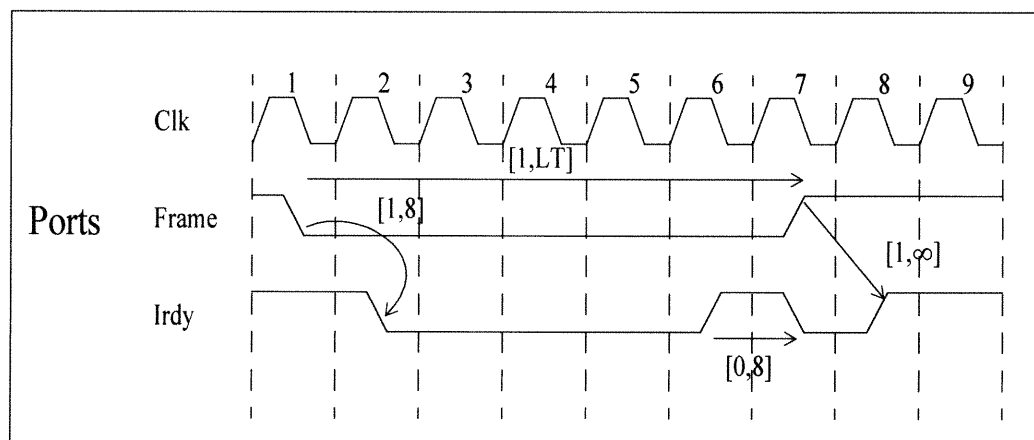 1 2 3 4 5 6 7 8 9
Clk
[1,LT]
Ports
Frame
[1,8]
[1,∞]
Irdy
[0,8]